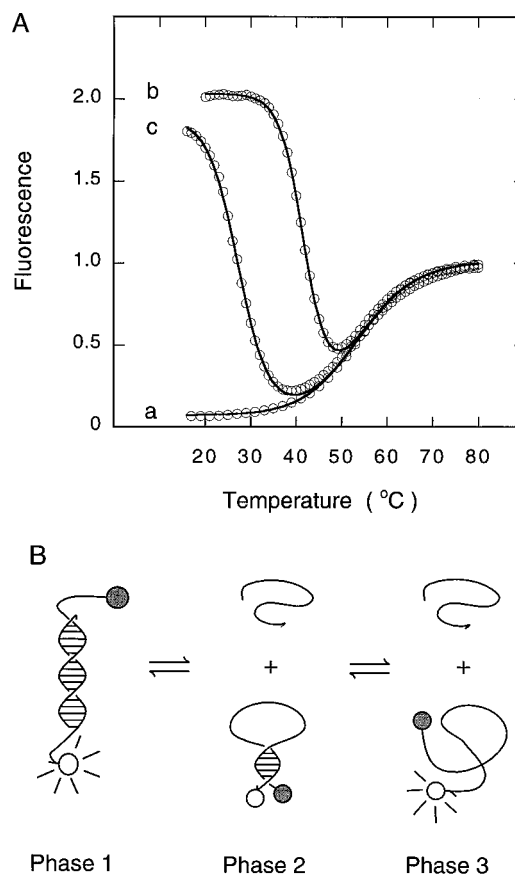 A
2.0
1.5
1.0
0.5
0
b
c
a
Fluorescence
20 30 40 50 60 70 80
Temperature ( °C)
B
+ +
Phase 1 Phase 2 Phase 3